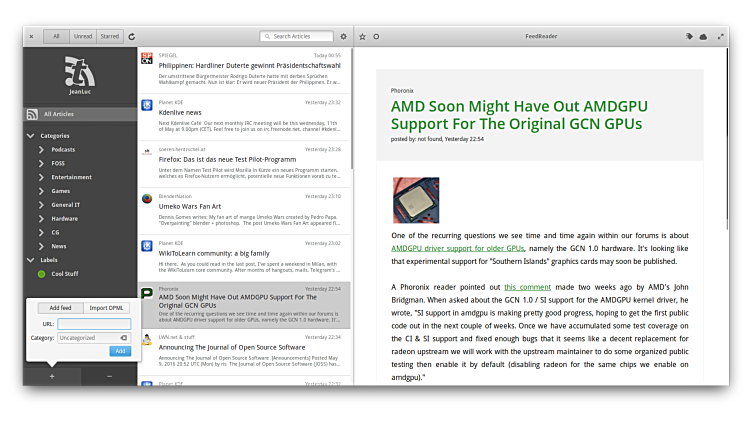 All Unread Starred
Search Articles
FeedReader
JeanLuc
All Articles
Categories
Podcasts
FOSS
Entertainment
Games
General IT
Hardware
CG
News
Labels
Cool Stuff
Add feed Import OPML
URL:
Category: Uncategorized
Add
SPIEGEL Today 00:55
Philippinen: Hardliner Duterte gewinnt Präsidentschaftswahl
Der umstrittene Bürgermeister Rodrigo Duterte hatte mit derben Sprüchen
Wahlkampf gemacht. Nun ist klar: Er wird neuer Präsident der Philippinen. Er w…
Planet KDE Yesterday 23:32
Kdenlive news
Next Kdenlive Café Our next monthly IRC meeting will be this wednesday, 11th
of May at 9.00pm (CET). Feel free to join us on irc.freenode.net, channel #kdenli…
soeren-hentzschel.at Yesterday 23:28
Firefox: Das ist das neue Test Pilot-Programm
Unter dem Namen Test Pilot wird Mozilla in Kürze ein neues Programm starten,
welches es Firefox-Nutzern ermöglicht, potentielle neue Funktionen vorab zu te…
BlenderNation Yesterday 23:10
Umeko Wars Fan Art
Dennis Gomes writes: My fan art of manga Umeko Wars created by Pedro Papa.
"Overpainting" blender + photoshop. The post Umeko Wars Fan Art appeared fi…
Planet KDE Yesterday 23:02
WikiToLearn community: a big family
Hi there, As you could read in the last post, I've spent a weekend in Milan, with
the WikiToLearn core community. After months of hangouts, mails, Telegram's …
Phoronix Yesterday 22:54
AMD Soon Might Have Out AMDGPU Support For The
Original GCN GPUs
One of the recurring questions we see time and time again within our forums is
about AMDGPU driver support for older GPUs, namely the GCN 1.0 hardware. It'…
LWN.net & stuff Yesterday 22:34
Announcing The Journal of Open Source Software
Announcing The Journal of Open Source Software [Announcements] Posted May
9, 2016 20:52 UTC (Mon) by ris The Journal of Open Source Software (JOSS) has…
Planet KDE Yesterday 22:32
Phoronix
AMD Soon Might Have Out AMDGPU
Support For The Original GCN GPUs
posted by: not found, Yesterday 22:54
One of the recurring questions we see time and time again within our forums is about
AMDGPU driver support for older GPUs, namely the GCN 1.0 hardware. It's looking like
that experimental support for "Southern Islands" graphics cards may soon be published.
A Phoronix reader pointed out this comment made two weeks ago by AMD's John
Bridgman. When asked about the GCN 1.0 / SI support for the AMDGPU kernel driver, he
wrote, "SI support in amdgpu is making pretty good progress, hoping to get the first public
code out in the next couple of weeks. Once we have accumulated some test coverage on
the CI & SI support and fixed enough bugs that it seems like a decent replacement for
radeon upstream we will work with the upstream maintainer to do some organized public
testing then enable it by default (disabling radeon for the same chips we enable on
amdgpu)."